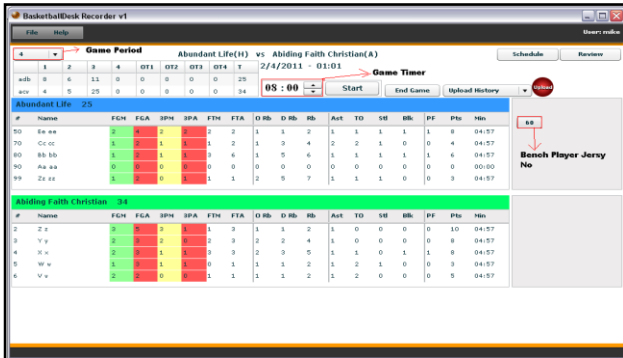 BasketballDesk Recorder v1
File Help User: mike
4 Game Period Abundant Life(H) vs Abiding Faith Christian(A) Schedule Review
1 2 3 4 OT1 OT2 OT3 OT4 T 2/4/2011 - 01:01
adb 8 6 11 0 0 0 0 0 25 Game Timer
acy 4 5 25 0 0 0 0 0 34 08 : 00 Start End Game Upload History Upload
Abundant Life 25
# Name FGM FGA 3PM 3PA FTM FTA O Rb D Rb Rb Ast TO Stl Blk PF Pts Min
60
50 Ee ee 2 4 2 2 2 2 1 1 2 1 1 1 1 1 8 04:57
70 Cc cc 1 2 1 1 1 2 1 3 4 2 2 1 0 0 4 04:57
80 Bb bb 1 2 1 1 3 6 1 5 6 1 1 1 1 1 6 04:57
90 Aa aa 0 0 0 0 0 0 0 0 0 0 0 0 0 0 0 00:00
99 Zz zz 1 2 0 1 1 1 2 5 7 1 1 1 0 0 3 04:57
Bench Player Jersy
No
Abiding Faith Christian 34
# Name FGM FGA 3PM 3PA FTM FTA O Rb D Rb Rb Ast TO Stl Blk PF Pts Min
2 Z z 3 5 3 1 1 3 1 1 2 1 0 0 0 0 10 04:57
3 Y y 2 3 2 0 2 3 2 2 4 1 0 0 0 0 8 04:57
4 X x 2 2 1 1 3 3 2 3 5 1 1 0 1 1 8 04:57
5 W w 1 3 1 1 0 1 1 1 2 1 2 1 0 0 3 04:57
6 V v 2 2 0 0 1 1 1 1 2 1 2 0 0 0 5 04:57